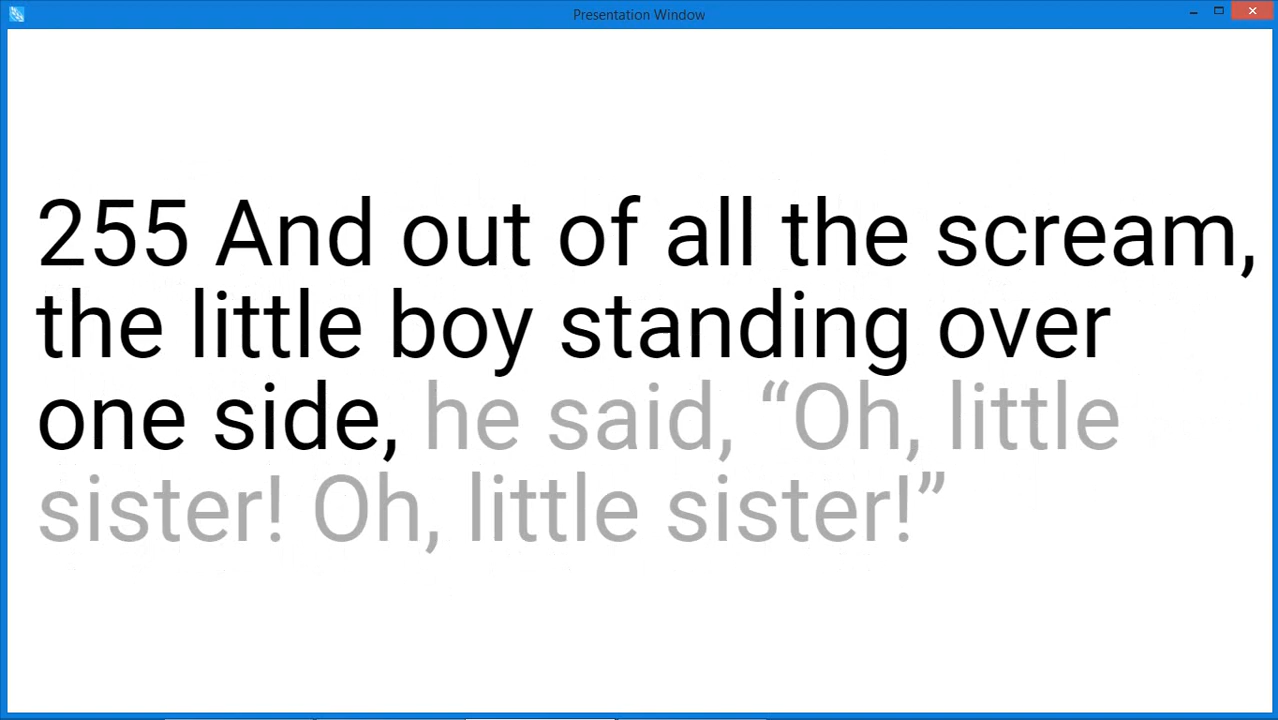 Presentation Window
255 And out of all the scream,
the little boy standing over
one side, he said, “Oh, little
sister! Oh, little sister!”